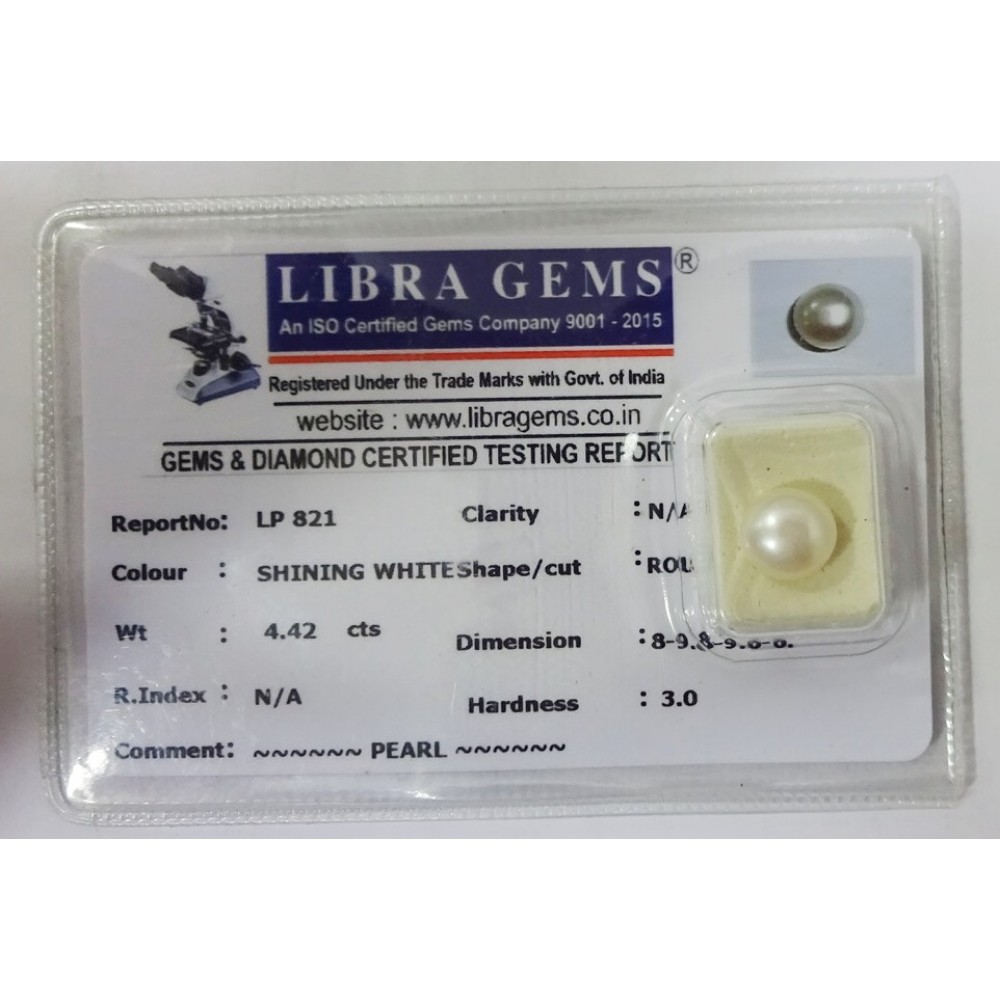 LIBRA GEMS®
An ISO Certified Gems Company 9001 - 2015
Registered Under the Trade Marks with Govt. of India
website : www.libragems.co.in
GEMS & DIAMOND CERTIFIED TESTING REPORT
ReportNo: LP 821 Clarity : N/A
Colour : SHINING WHITE Shape/cut :
Wt : 4.42 cts Dimension :
R.Index : N/A Hardness : 3.0
Comment: ~~~~~~ PEARL ~~~~~~